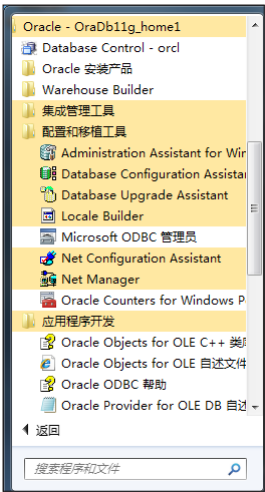 Oracle - OraDb11g_home1
Database Control - orcl
Oracle 安装产品
Warehouse Builder
集成管理工具
配置和移植工具
Administration Assistant for Wir
Database Configuration Assistar
Database Upgrade Assistant
Locale Builder
Microsoft ODBC 管理员
Net Configuration Assistant
Net Manager
Oracle Counters for Windows P
应用程序开发
Oracle Objects for OLE C++ 类库
Oracle Objects for OLE 自述文件
Oracle ODBC 帮助
Oracle Provider for OLE DB 自述
返回
搜索程序和文件